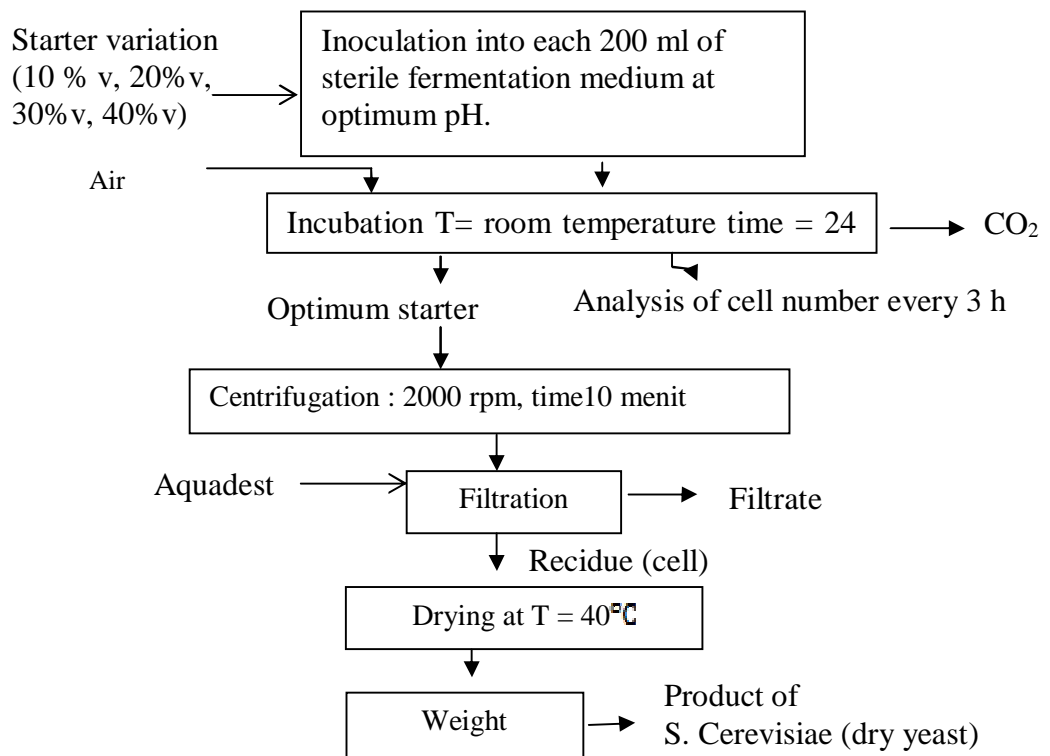 Starter variation
(10 % v, 20%v,
30%v, 40%v)
Inoculation into each 200 ml of
sterile fermentation medium at
optimum pH.
Air
Incubation T= room temperature time = 24
CO₂
Optimum starter
Analysis of cell number every 3 h
Centrifugation : 2000 rpm, time10 menit
Aquadest
Filtration
Filtrate
Recidue (cell)
Drying at T = 40°C
Weight
Product of
S. Cerevisiae (dry yeast)